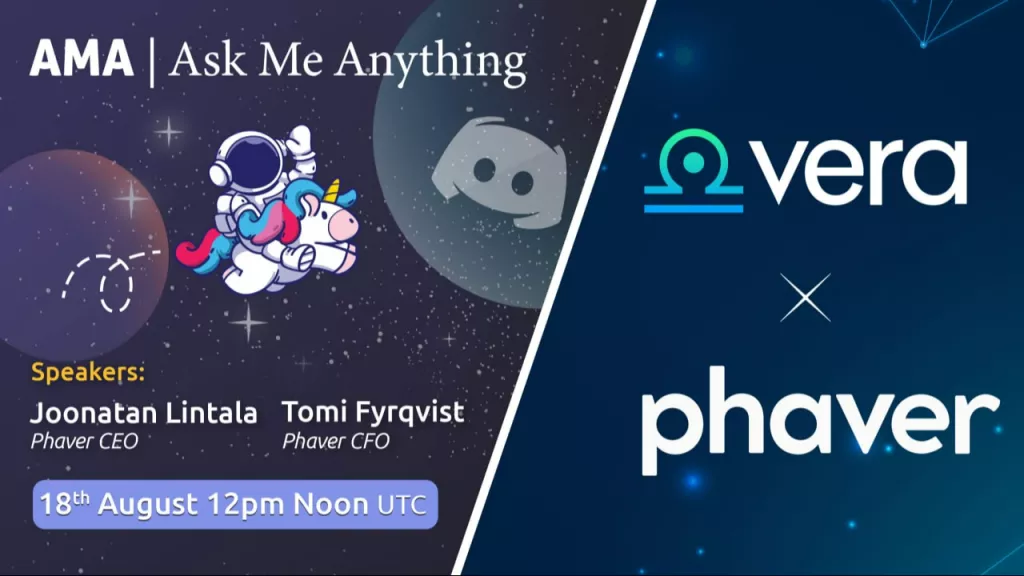 AMA | Ask Me Anything
Speakers:
Joonatan Lintala
Phaver CEO
Tomi Fyrqvist
Phaver CFO
18th August 12pm Noon UTC
vera
phaver